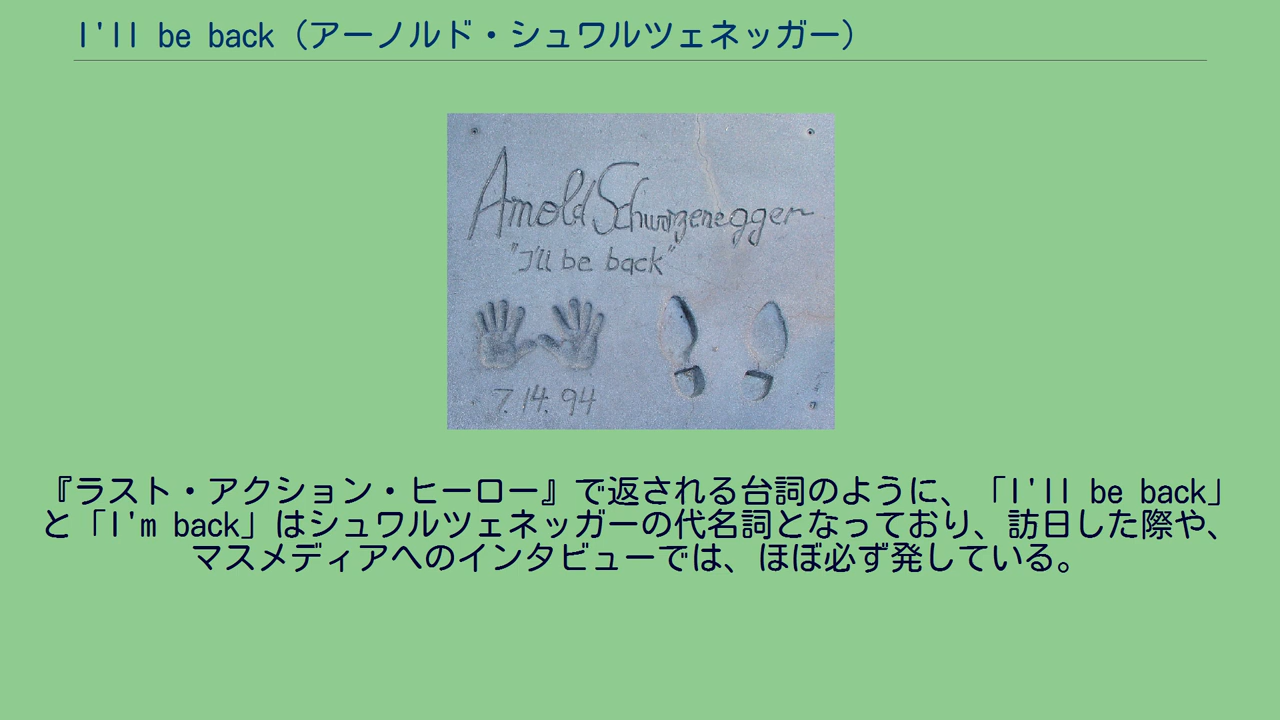 I'll be back（アーノルド・シュワルツェネッガー）
Arnold Schwarzenegger
"I'll be back"
7.14.94
『ラスト・アクション・ヒーロー』で返される台詞のように、「I'll be back」
と「I'm back」はシュワルツェネッガーの代名詞となっており、訪日した際や、
マスメディアへのインタビューでは、ほぼ必ず発している。